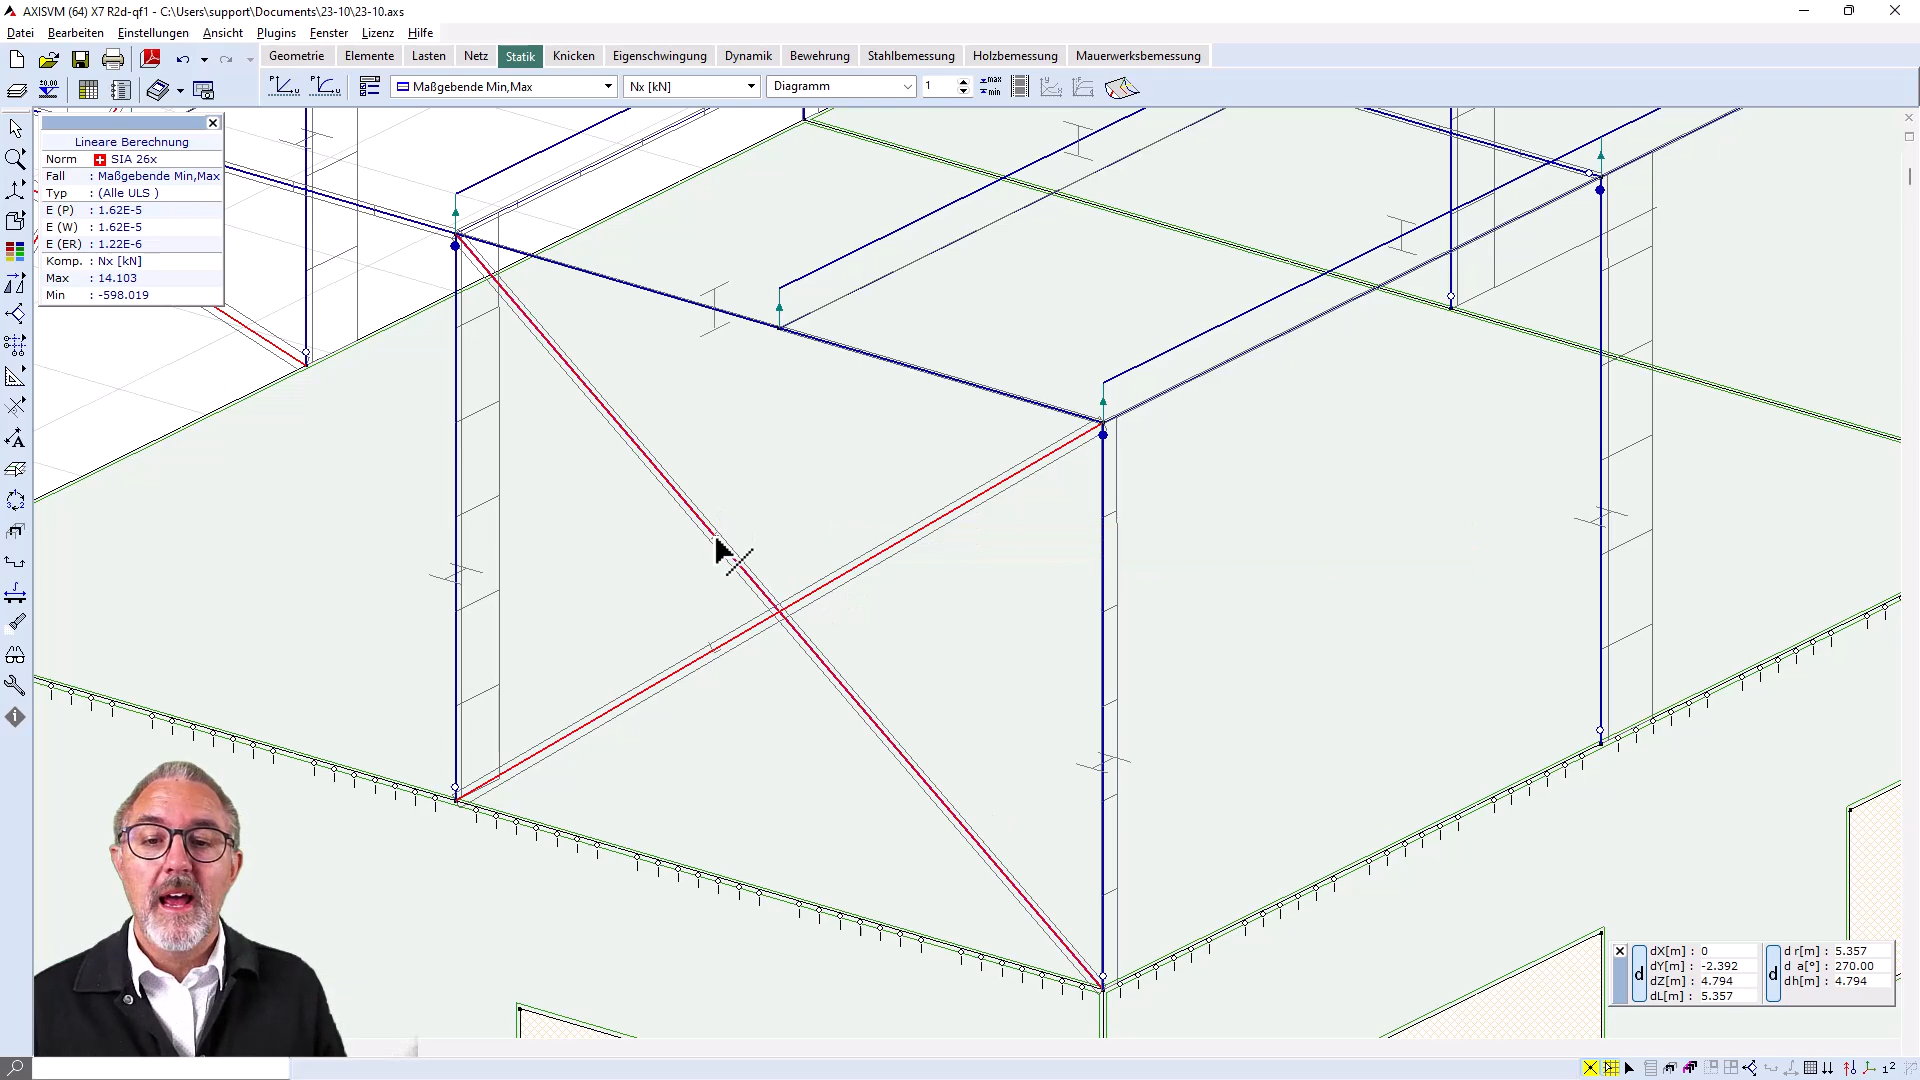 AXISVM (64) X7 R2d-qf1 - C:\Users\support\Documents\23-10\23-10.axs
Datei Bearbeiten Einstellungen Ansicht Plugins Fenster Lizenz Hilfe
Geometrie Elemente Lasten Netz Statik Knicken Eigenschwingung Dynamik Bewehrung Stahlbemessung Holzbemessung Mauerwerksbemessung
Maßgebende Min,Max Nx [kN] Diagramm 1
Lineare Berechnung
Norm SIA 26x
Fall : Maßgebende Min,Max
Typ : (Alle ULS )
E (P) : 1.62E-5
E (W) : 1.62E-5
E (ER) : 1.22E-6
Komp. : Nx [kN]
Max : 14.103
Min : -598.019
dX[m] : 0
dY[m] : -2.392
dZ[m] : 4.794
dL[m] : 5.357
d
d r[m] : 5.357
d a[°] : 270.00
dh[m] : 4.794
d